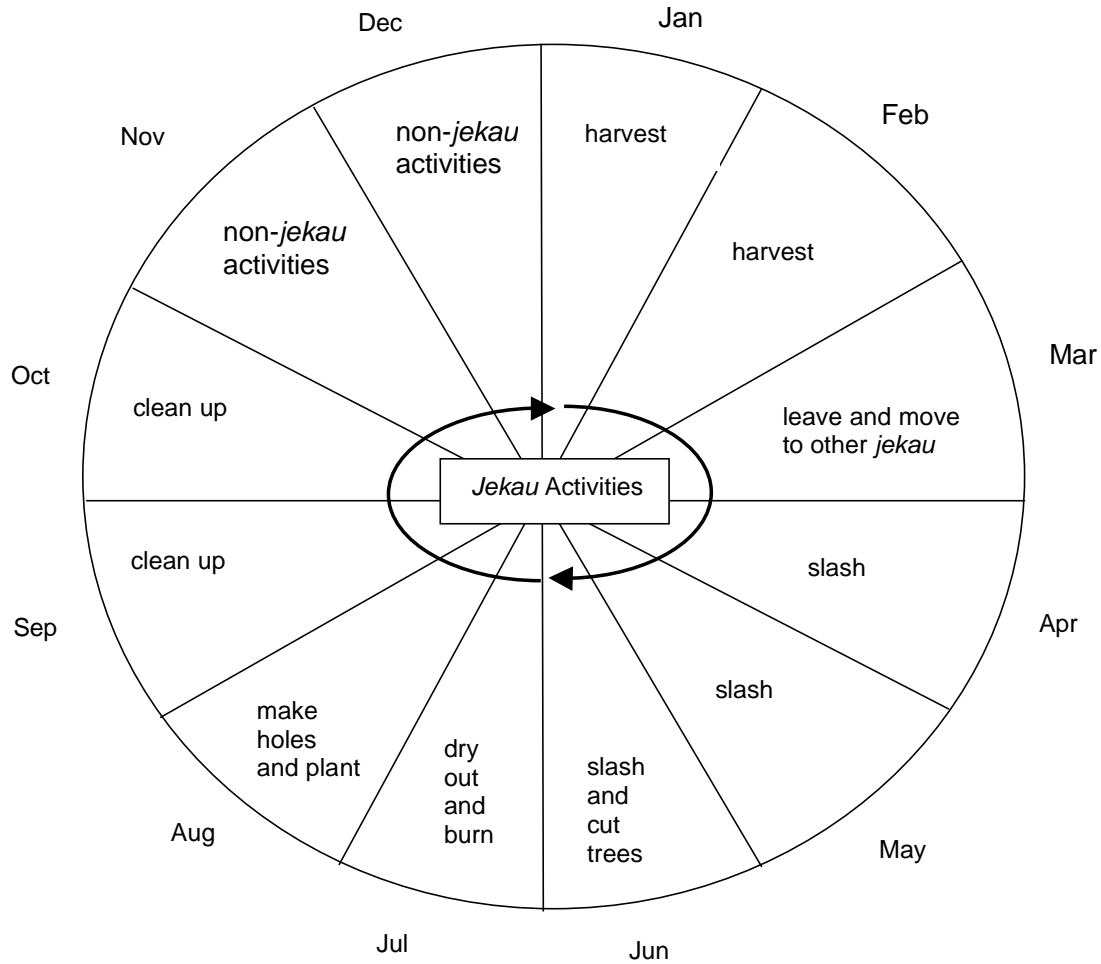 Dec
Jan
Nov
Feb
non-jekau
activities
harvest
non-jekau
activities
harvest
Oct
Mar
clean up
leave and move
to other jekau
Jekau Activities
clean up
slash
Sep
Apr
slash
make
holes
and plant
dry
out
and
burn
slash
and
cut
trees
Aug
May
Jul
Jun